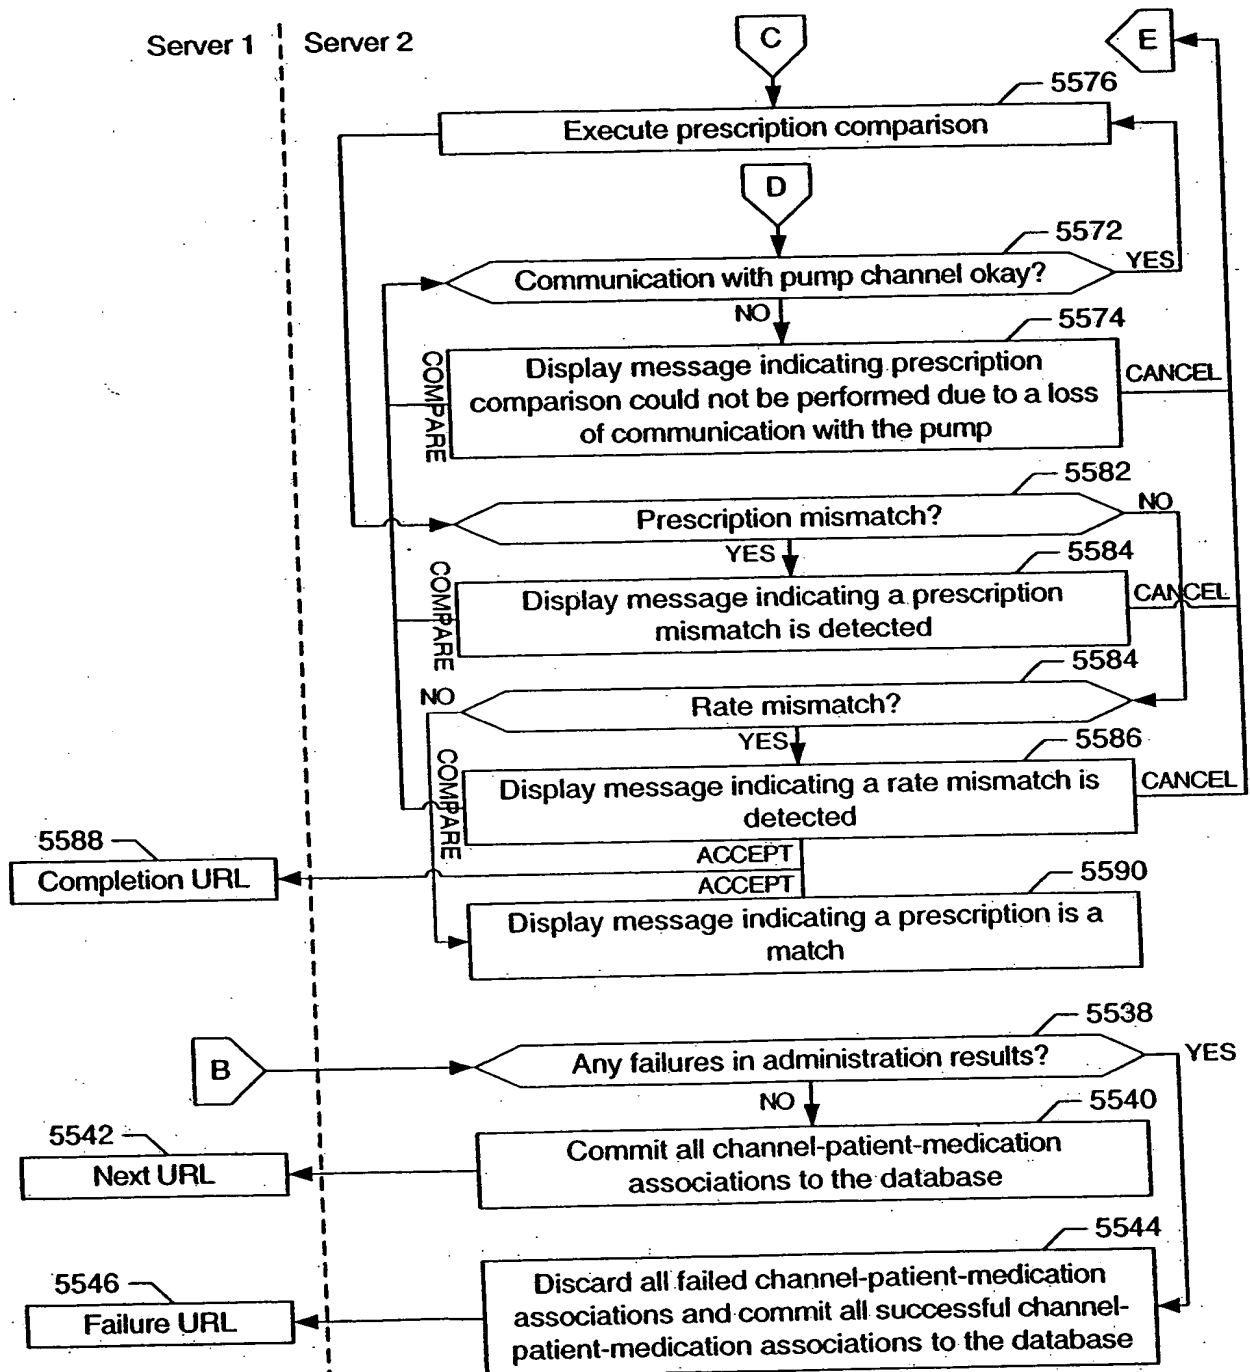 Server 1
Server 2
C
E
5576
Execute prescription comparison
D
5572
Communication with pump channel okay?
YES
NO
5574
Display message indicating prescription
comparison could not be performed due to a loss
of communication with the pump
COMPARE
CANCEL
5582
Prescription mismatch?
NO
YES
5584
Display message indicating a prescription
mismatch is detected
COMPARE
CANCEL
5584
Rate mismatch?
NO
YES
5586
Display message indicating a rate mismatch is
detected
COMPARE
CANCEL
5588
Completion URL
ACCEPT
ACCEPT
5590
Display message indicating a prescription is a
match
5538
B
Any failures in administration results?
YES
NO
5540
Commit all channel-patient-medication
associations to the database
5542
Next URL
5544
Discard all failed channel-patient-medication
associations and commit all successful channel-
patient-medication associations to the database
5546
Failure URL